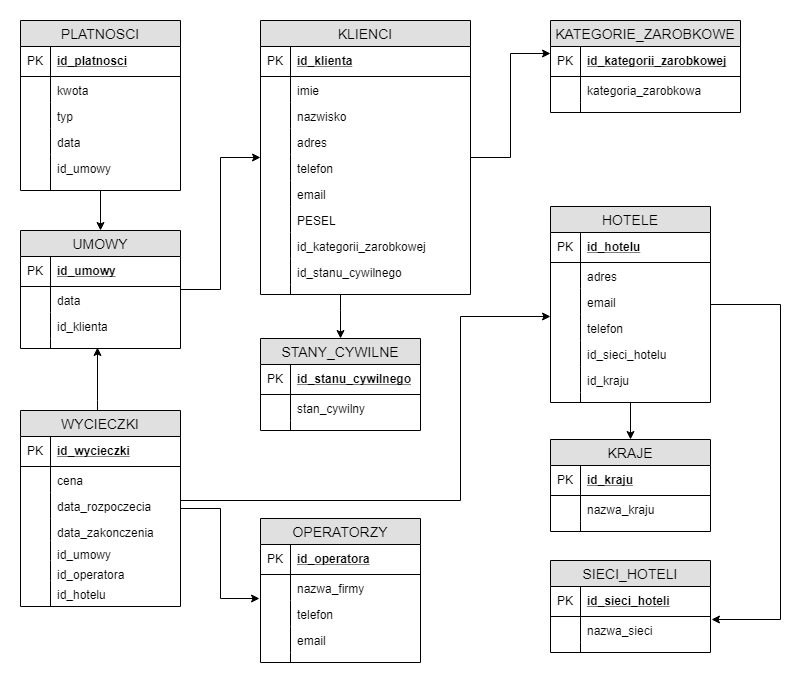 PLATNOSCI
PK id_platnosci
kwota
typ
data
id_umowy
KLIENCI
PK id_klienta
imie
nazwisko
adres
telefon
email
PESEL
id_kategorii_zarobkowej
id_stanu_cywilnego
KATEGORIE_ZAROBKOWE
PK id_kategorii_zarobkowej
kategoria_zarobkowa
UMOWY
PK id_umowy
data
id_klienta
HOTELE
PK id_hotelu
adres
email
telefon
id_sieci_hotelu
id_kraju
STANY_CYWILNE
PK id_stanu_cywilnego
stan_cywilny
WYCIECZKI
PK id_wycieczki
cena
data_rozpoczecia
data_zakonczenia
id_umowy
id_operatora
id_hotelu
KRAJE
PK id_kraju
nazwa_kraju
OPERATORZY
PK id_operatora
nazwa_firmy
telefon
email
SIECI_HOTELI
PK id_sieci_hoteli
nazwa_sieci